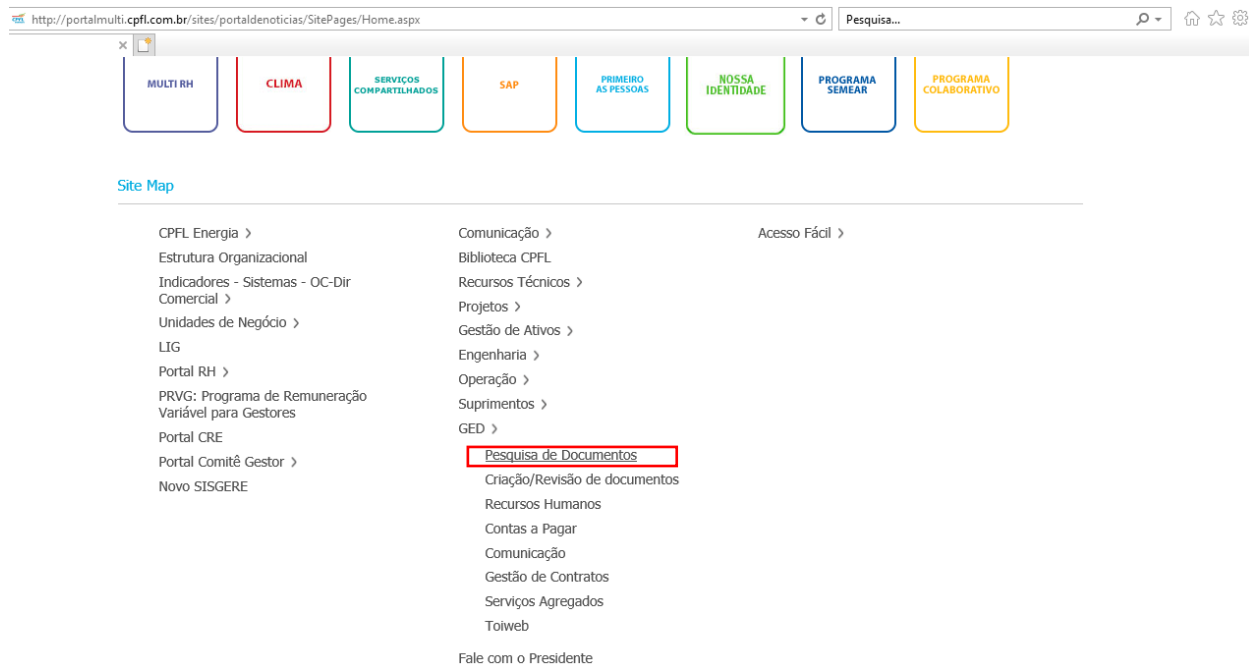 http://portalmulti.cpfl.com.br/sites/portaldenoticias/SitePages/Home.aspx
Pesquisa...
MULTI RH
CLIMA
SERVIÇOS
COMPARTILHADOS
SAP
PRIMEIRO
AS PESSOAS
NOSSA
IDENTIDADE
PROGRAMA
SEMEAR
PROGRAMA
COLABORATIVO
Site Map
CPFL Energia >
Estrutura Organizacional
Indicadores - Sistemas - OC-Dir
Comercial >
Unidades de Negócio >
LIG
Portal RH >
PRVG: Programa de Remuneração
Variável para Gestores
Portal CRE
Portal Comitê Gestor >
Novo SISGERE
Comunicação >
Biblioteca CPFL
Recursos Técnicos >
Projetos >
Gestão de Ativos >
Engenharia >
Operação >
Suprimentos >
GED >
Pesquisa de Documentos
Criação/Revisão de documentos
Recursos Humanos
Contas a Pagar
Comunicação
Gestão de Contratos
Serviços Agregados
Toiweb
Fale com o Presidente
Acesso Fácil >